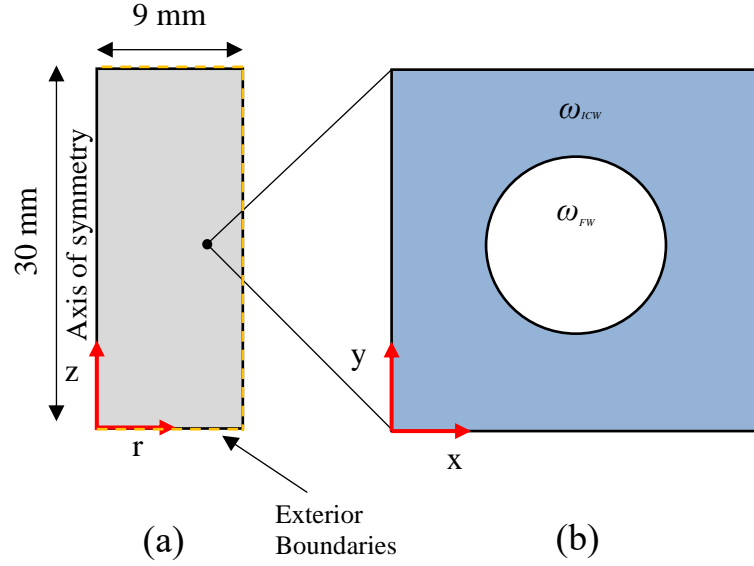 9 mm
30 mm
Axis of symmetry
z
r
Exterior
Boundaries
(a)
ω_ICW
ω_FW
y
x
(b)